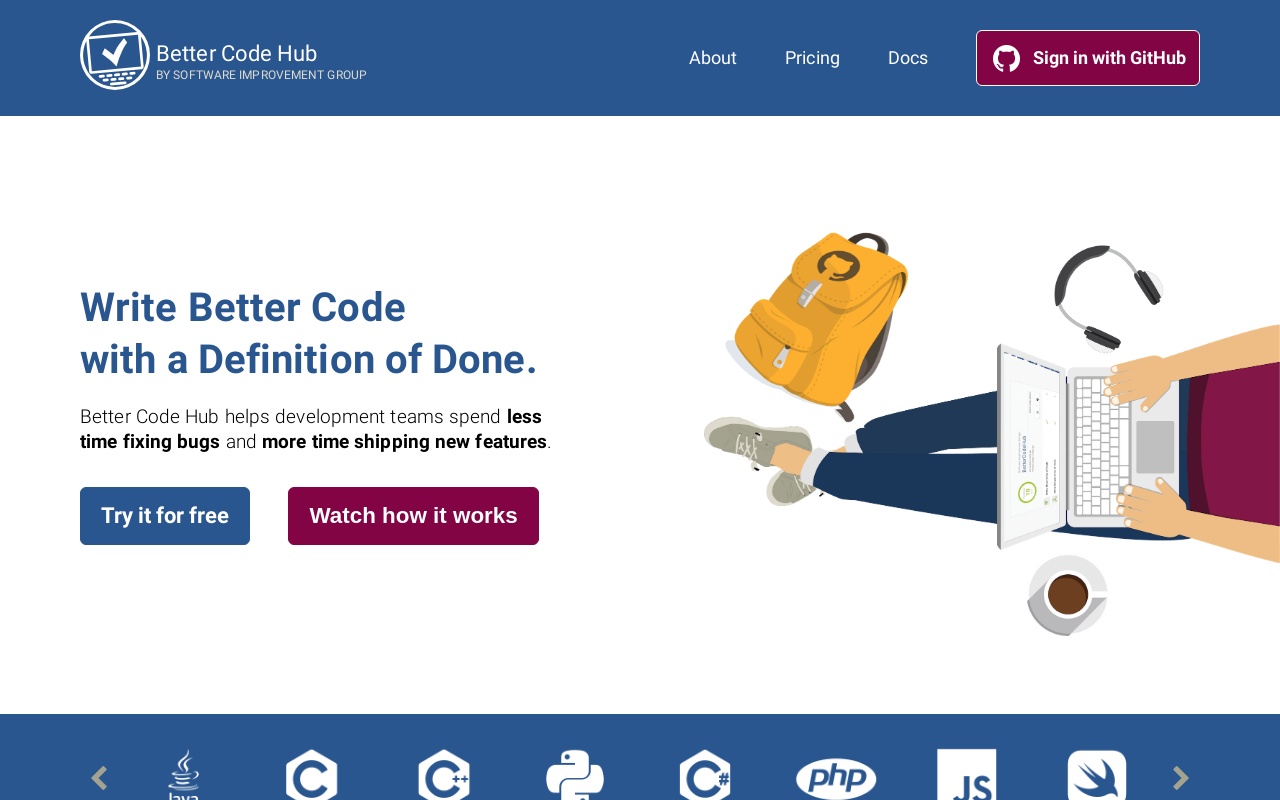 Better Code Hub
BY SOFTWARE IMPROVEMENT GROUP
About
Pricing
Docs
Sign in with GitHub
Write Better Code
with a Definition of Done.
Better Code Hub helps development teams spend less
time fixing bugs and more time shipping new features.
Try it for free
Watch how it works
Java
C
C++
C#
php
JS